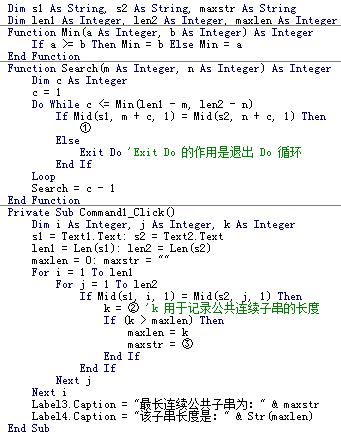 Dim s1 As String, s2 As String, maxstr As String
Dim len1 As Integer, len2 As Integer, maxlen As Integer
Function Min(a As Integer, b As Integer) As Integer
    If a >= b Then Min = b Else Min = a
End Function
Function Search(m As Integer, n As Integer) As Integer
    Dim c As Integer
    c = 1
    Do While c <= Min(len1 - m, len2 - n)
        If Mid(s1, m + c, 1) = Mid(s2, n + c, 1) Then
            ①
        Else
            Exit Do 'Exit Do 的作用是退出 Do 循环
        End If
    Loop
    Search = c - 1
End Function
Private Sub Command1_Click()
    Dim i As Integer, j As Integer, k As Integer
    s1 = Text1.Text: s2 = Text2.Text
    len1 = Len(s1): len2 = Len(s2)
    maxlen = 0: maxstr = ""
    For i = 1 To len1
        For j = 1 To len2
            If Mid(s1, i, 1) = Mid(s2, j, 1) Then
                k = ② 'k 用于记录公共连续子串的长度
                If (k > maxlen) Then
                    maxlen = k
                    maxstr = ③
                End If
            End If
        Next j
    Next i
    Label3.Caption = "最长连续公共子串为：" & maxstr
    Label4.Caption = "该子串长度是：" & Str(maxlen)
End Sub